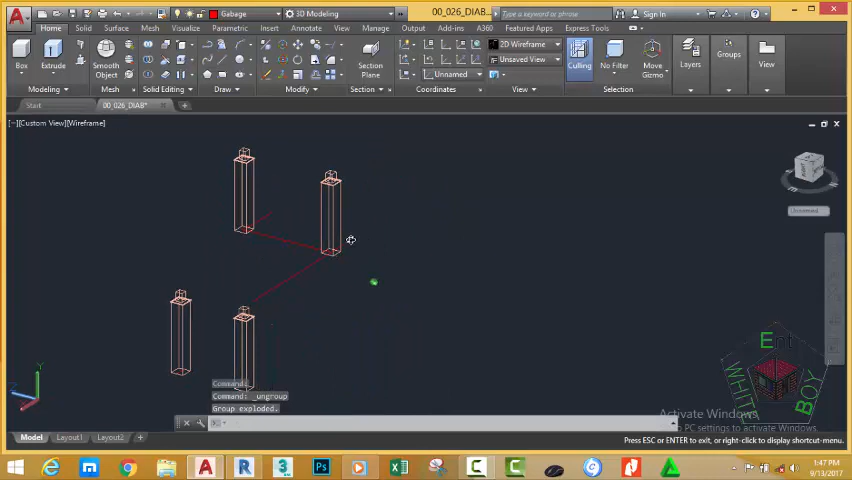 Gabage
3D Modeling
00_026_DIAB...
Type a keyword or phrase
Sign In
Home
Solid
Surface
Mesh
Visualize
Parametric
Insert
Annotate
View
Manage
Output
Add-ins
A360
Featured Apps
Express Tools
Box
Extrude
Smooth
Object
Section
Plane
Unnamed
2D Wireframe
Unsaved View
Culling
No Filter
Move
Gizmo
Layers
Groups
View
Modeling
Mesh
Solid Editing
Draw
Modify
Section
Coordinates
View
Selection
Start
00_026_DIAB*
[−][Custom View][Wireframe]
Unnamed
Y
Z
Command:
Command: _ungroup
Group exploded.
Ert
WHITE
BOY
Activate Windows
PC settings to activate Windows.
Model
Layout1
Layout2
Press ESC or ENTER to exit, or right-click to display shortcut-menu.
1:47 PM
9/13/2017